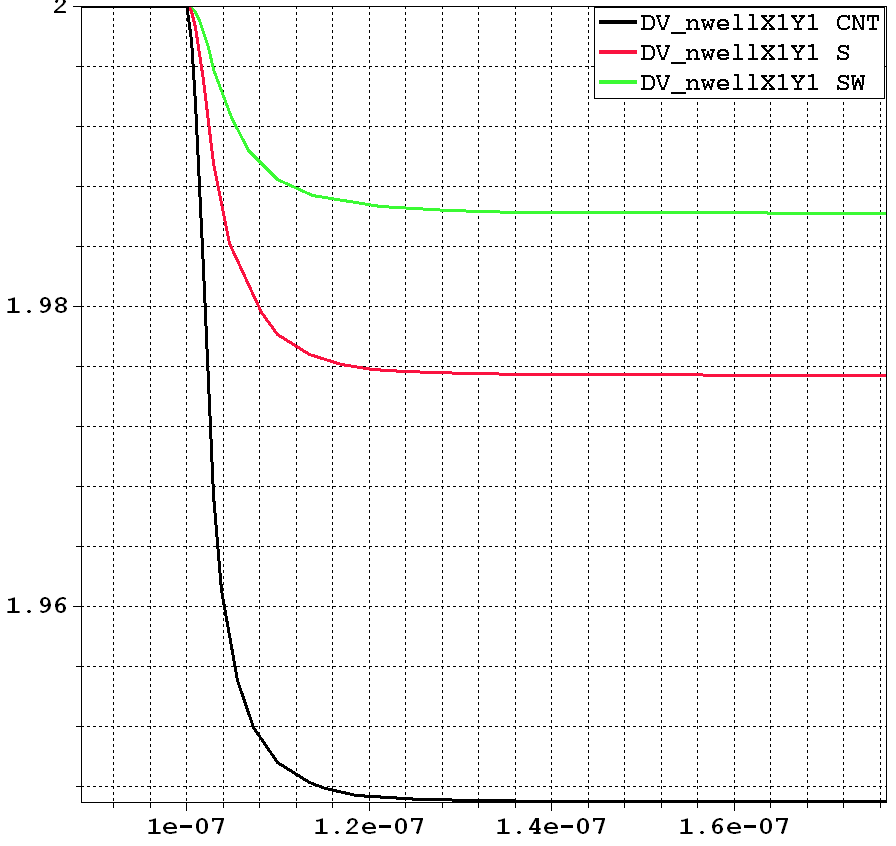 2
DV_nwellX1Y1 CNT
DV_nwellX1Y1 S
DV_nwellX1Y1 SW
1.98
1.96
1e-07 1.2e-07 1.4e-07 1.6e-07